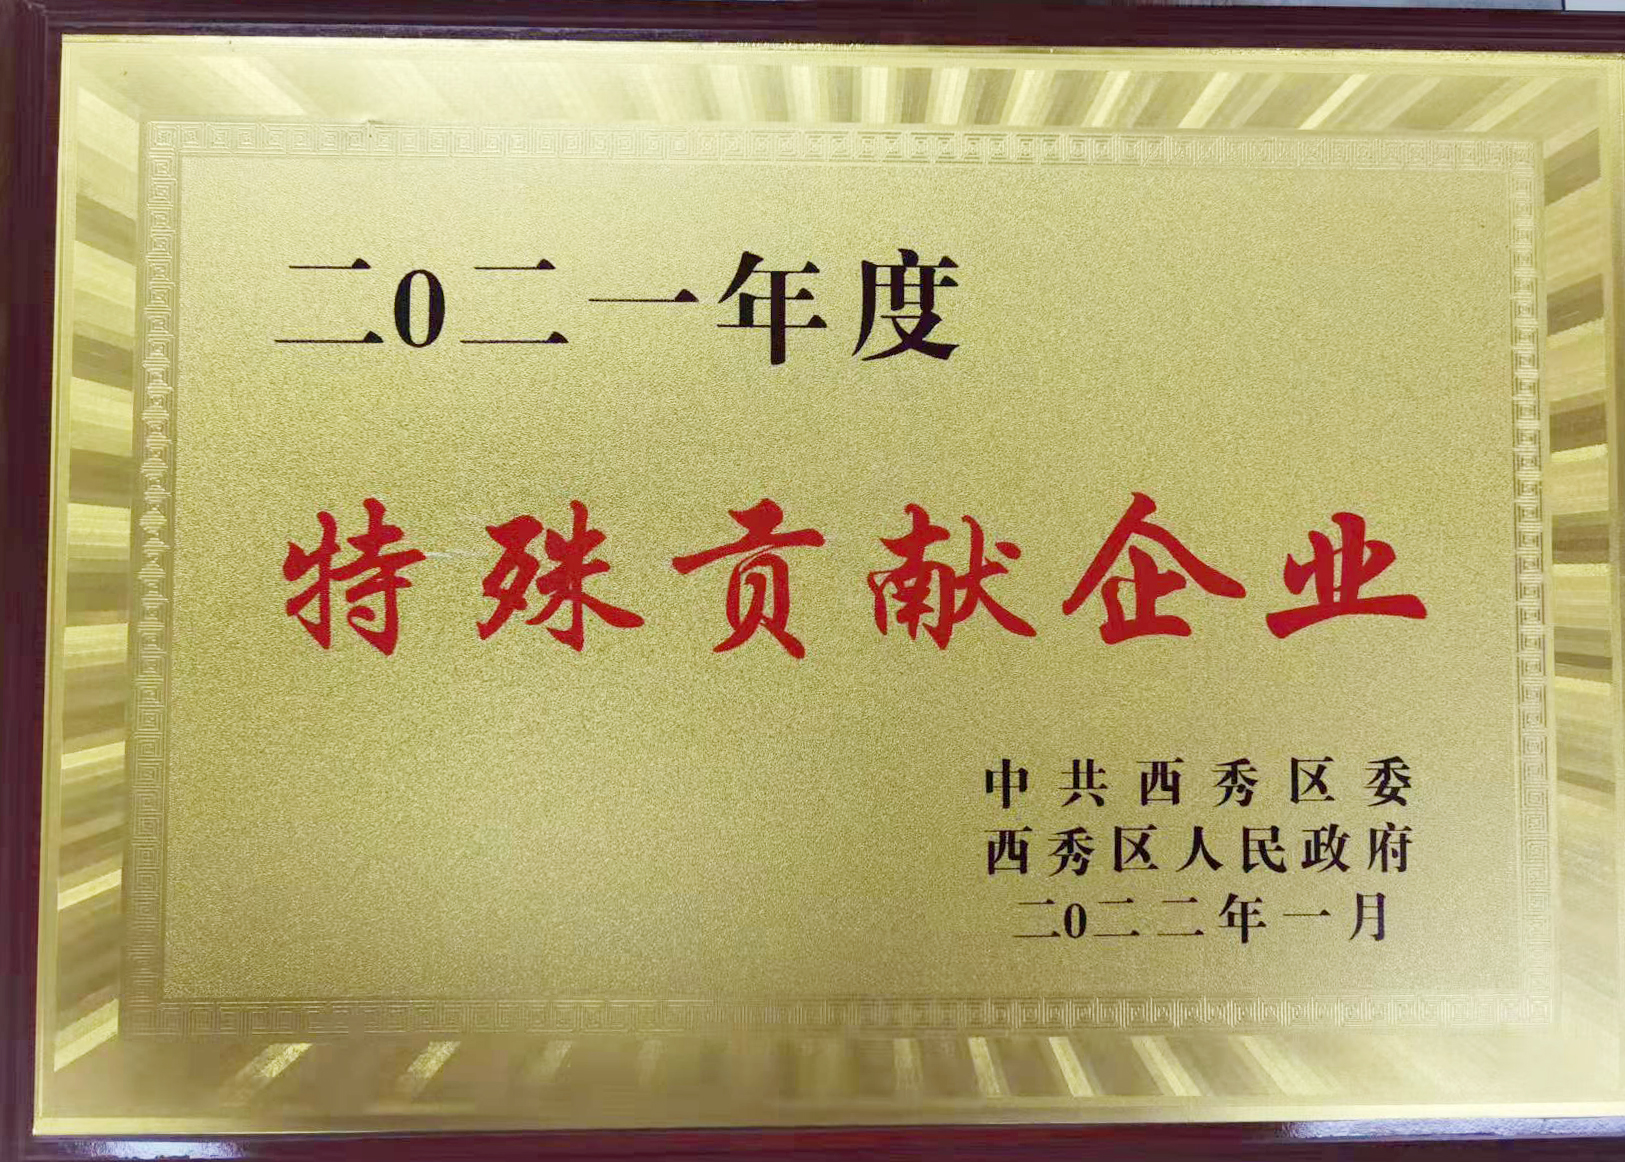 二0二一年度
特殊贡献企业
中共西秀区委
西秀区人民政府
二0二二年一月